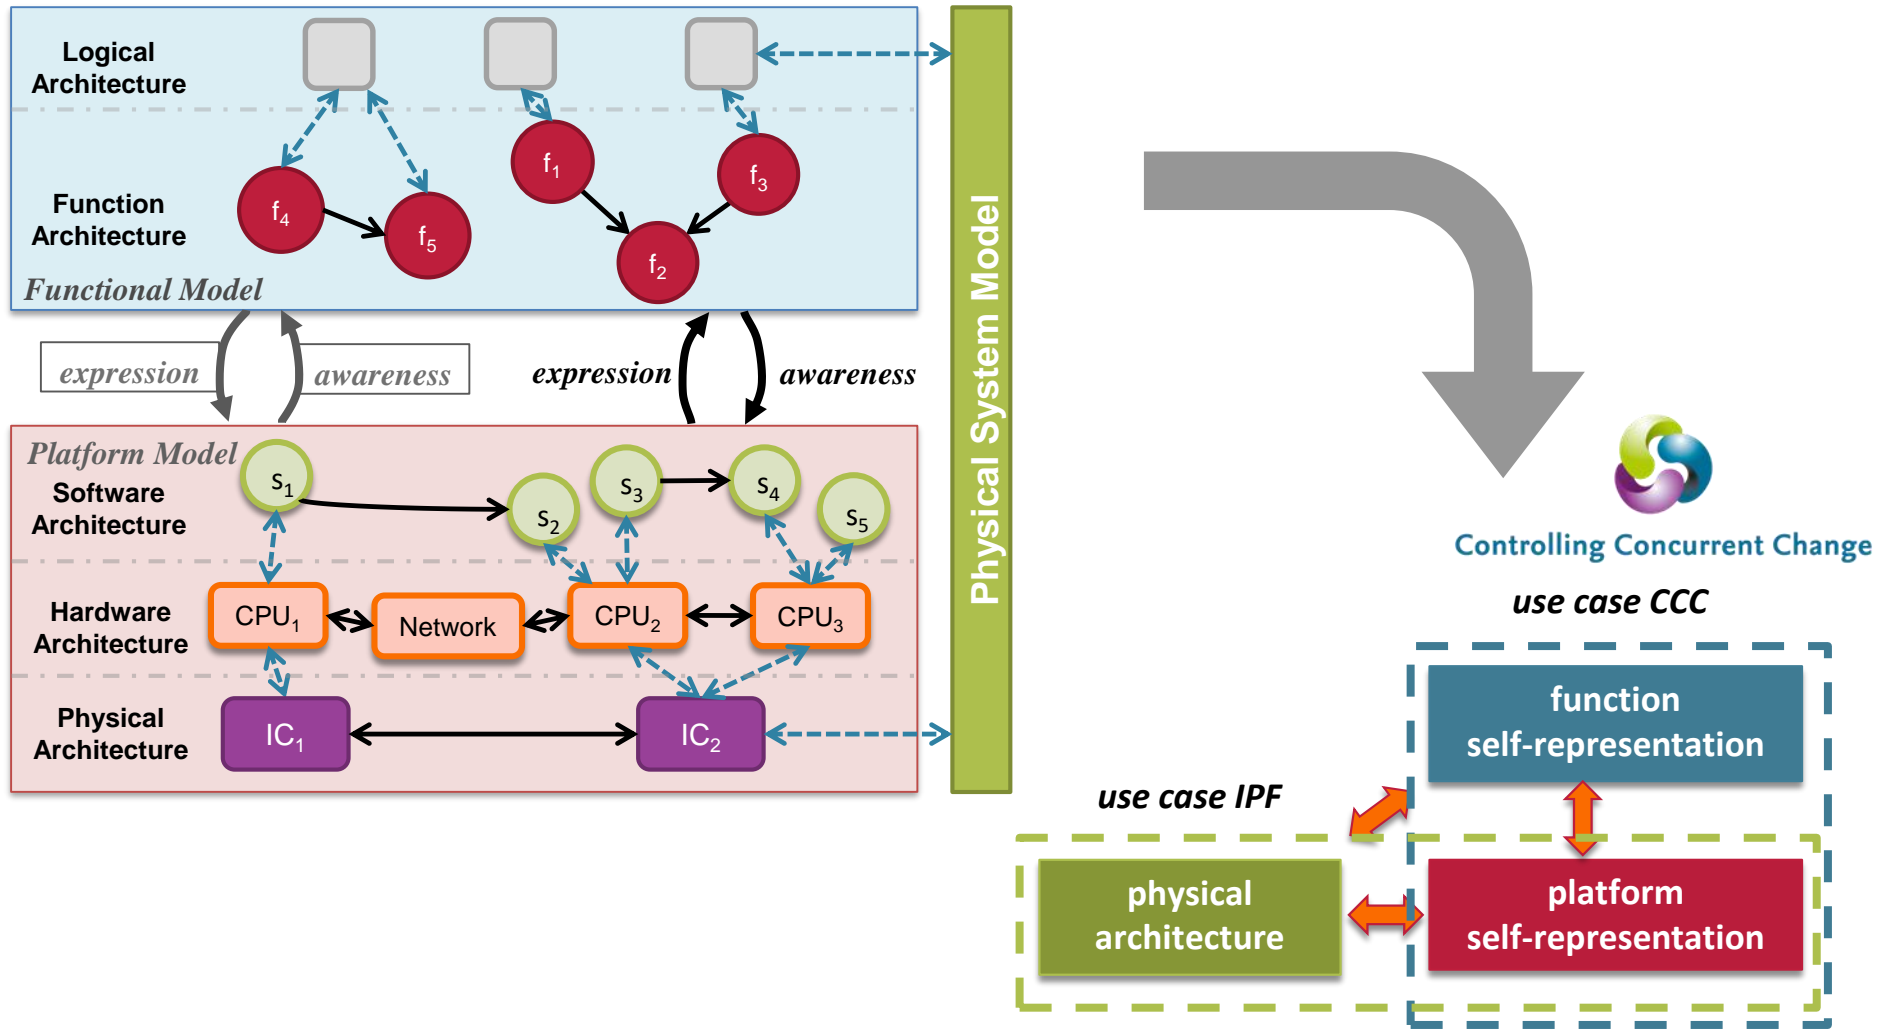 Logical
Architecture
f₄
f₅
f₁
f₃
f₂
Function
Architecture
Functional Model
expression
awareness
expression
awareness
Platform Model
Software
Architecture
s₁
s₂
s₃
s₄
s₅
Hardware
Architecture
CPU₁
Network
CPU₂
CPU₃
Physical
Architecture
IC₁
IC₂
Physical System Model
Controlling Concurrent Change
use case CCC
function
self-representation
use case IPF
physical
architecture
platform
self-representation